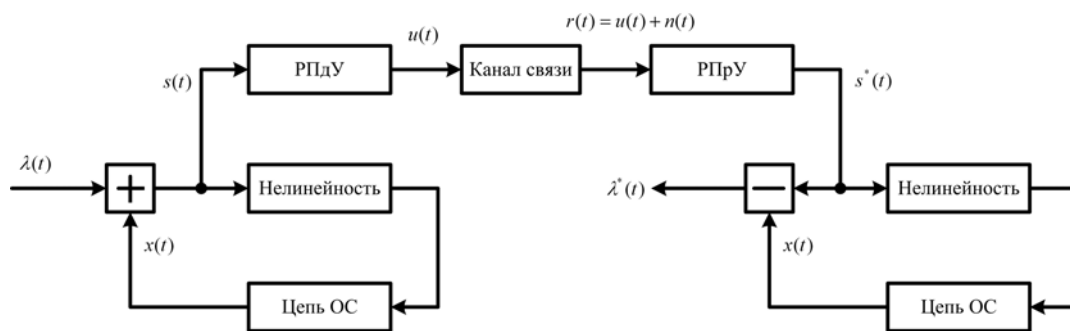 u(t)
r(t) = u(t) + n(t)
s(t)
РПдУ
Канал связи
РПрУ
s*(t)
λ(t)
+
Нелинейность
λ*(t)
−
Нелинейность
x(t)
x(t)
Цепь ОС
Цепь ОС